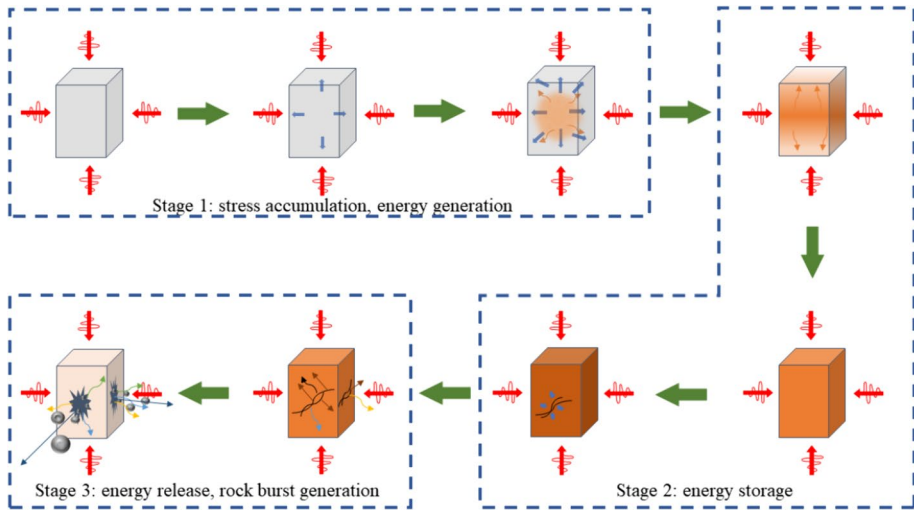 Stage 1: stress accumulation, energy generation
Stage 2: energy storage
Stage 3: energy release, rock burst generation